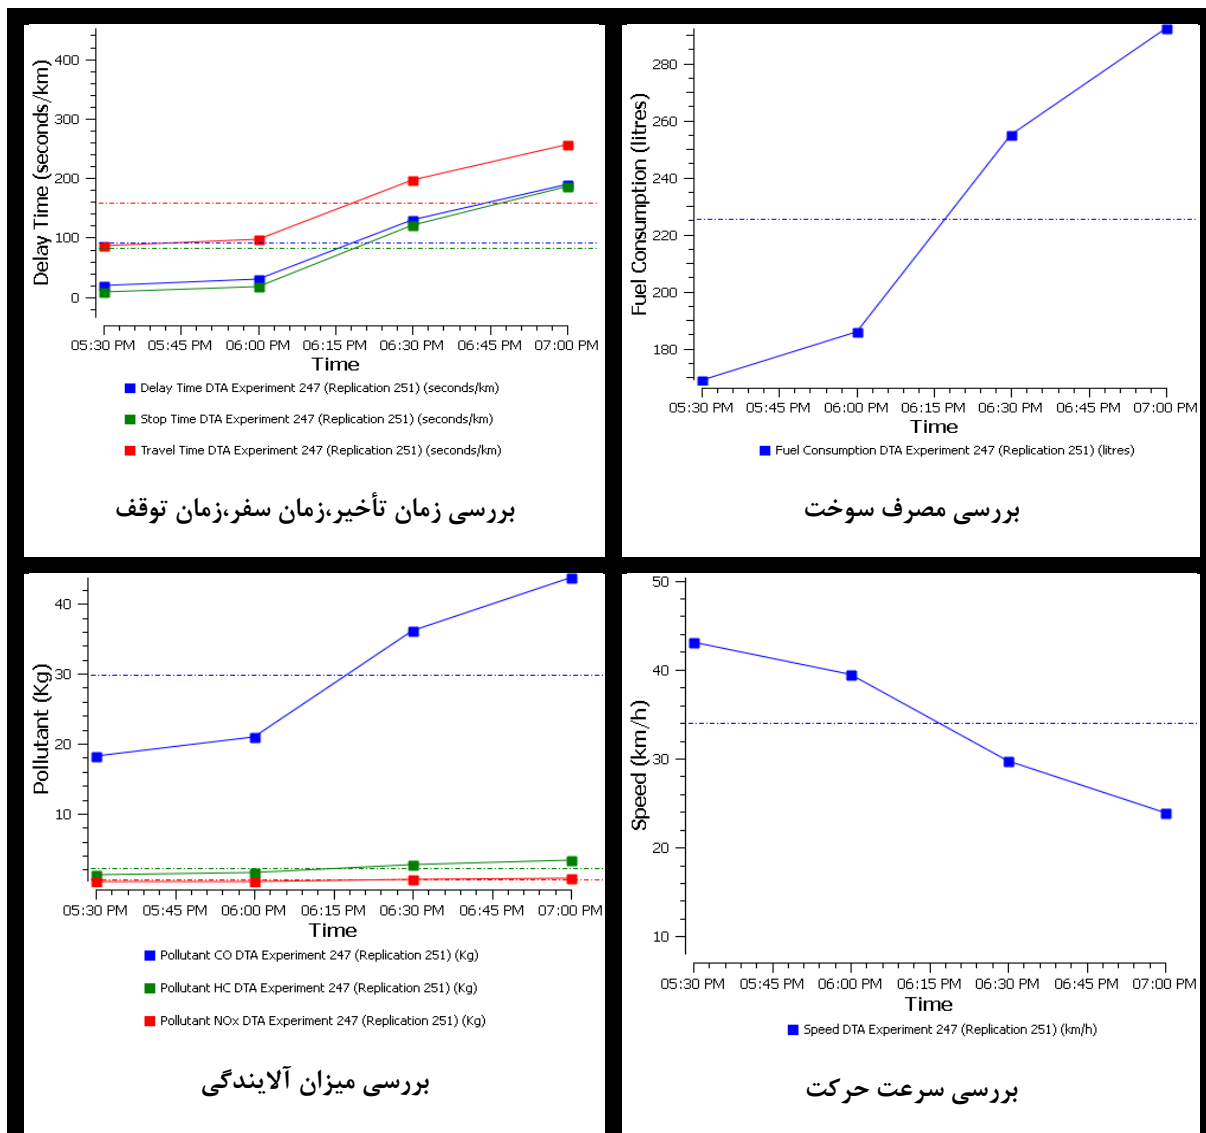 Delay Time (seconds/km)
400
300
200
100
0
05:30 PM 05:45 PM 06:00 PM 06:15 PM 06:30 PM 06:45 PM 07:00 PM
Time
Delay Time DTA Experiment 247 (Replication 251) (seconds/km)
Stop Time DTA Experiment 247 (Replication 251) (seconds/km)
Travel Time DTA Experiment 247 (Replication 251) (seconds/km)
بررسی زمان تأخیر،زمان سفر،زمان توقف
Fuel Consumption (litres)
280
260
240
220
200
180
05:30 PM 05:45 PM 06:00 PM 06:15 PM 06:30 PM 06:45 PM 07:00 PM
Time
Fuel Consumption DTA Experiment 247 (Replication 251) (litres)
بررسی مصرف سوخت
Pollutant (Kg)
40
30
20
10
05:30 PM 05:45 PM 06:00 PM 06:15 PM 06:30 PM 06:45 PM 07:00 PM
Time
Pollutant CO DTA Experiment 247 (Replication 251) (Kg)
Pollutant HC DTA Experiment 247 (Replication 251) (Kg)
Pollutant NOx DTA Experiment 247 (Replication 251) (Kg)
بررسی میزان آلایندگی
Speed (km/h)
50
40
30
20
10
05:30 PM 05:45 PM 06:00 PM 06:15 PM 06:30 PM 06:45 PM 07:00 PM
Time
Speed DTA Experiment 247 (Replication 251) (km/h)
بررسی سرعت حرکت